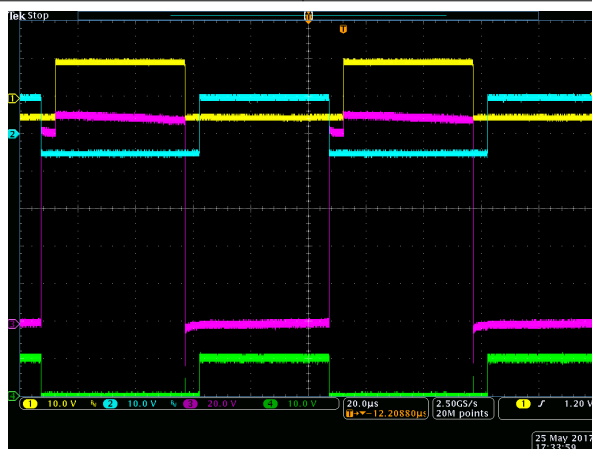 Tek Stop
T
T
1
2
3
4
1 10.0 V 2 10.0 V 3 20.0 V 4 10.0 V
20.0µs
T→▼−12.20880µs
2.50GS/s
20M points
1 1.20 V
25 May 2017
17:33:59